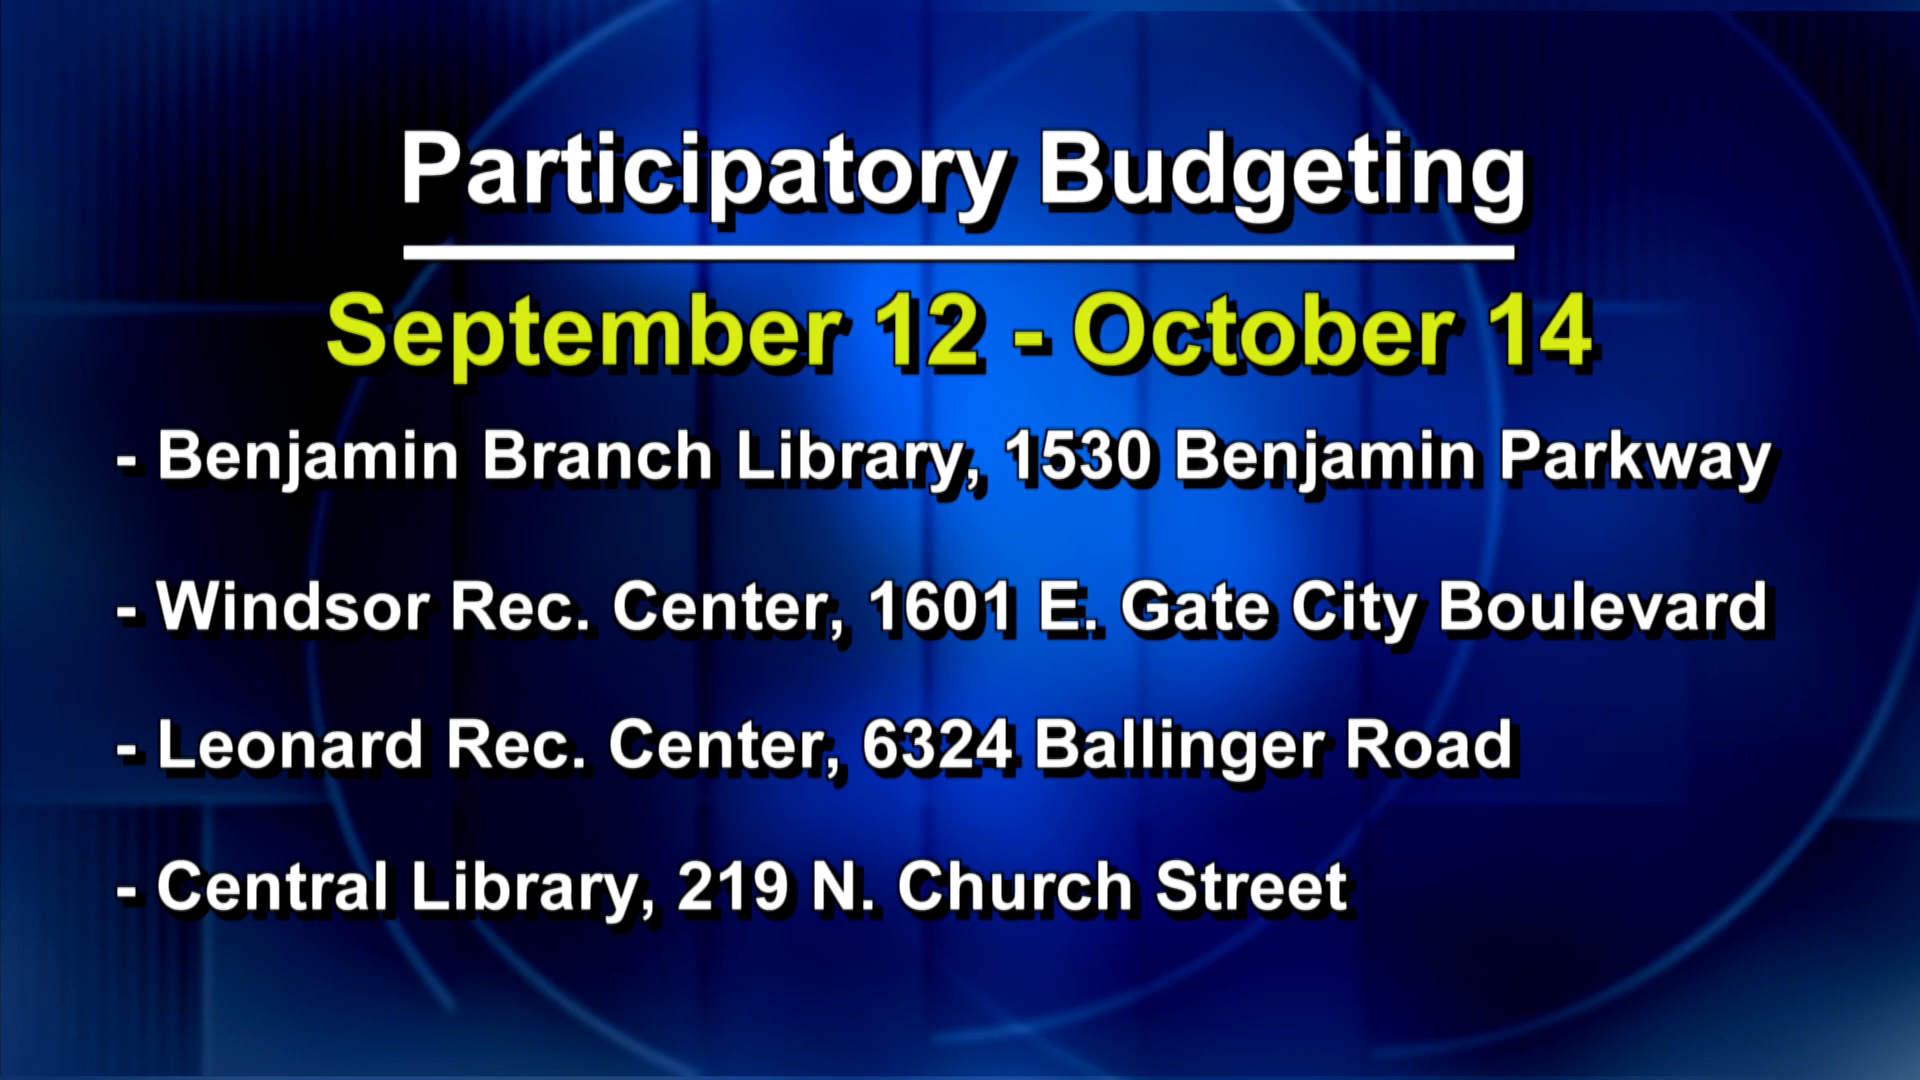 Participatory Budgeting
September 12 - October 14
- Benjamin Branch Library, 1530 Benjamin Parkway
- Windsor Rec. Center, 1601 E. Gate City Boulevard
- Leonard Rec. Center, 6324 Ballinger Road
- Central Library, 219 N. Church Street